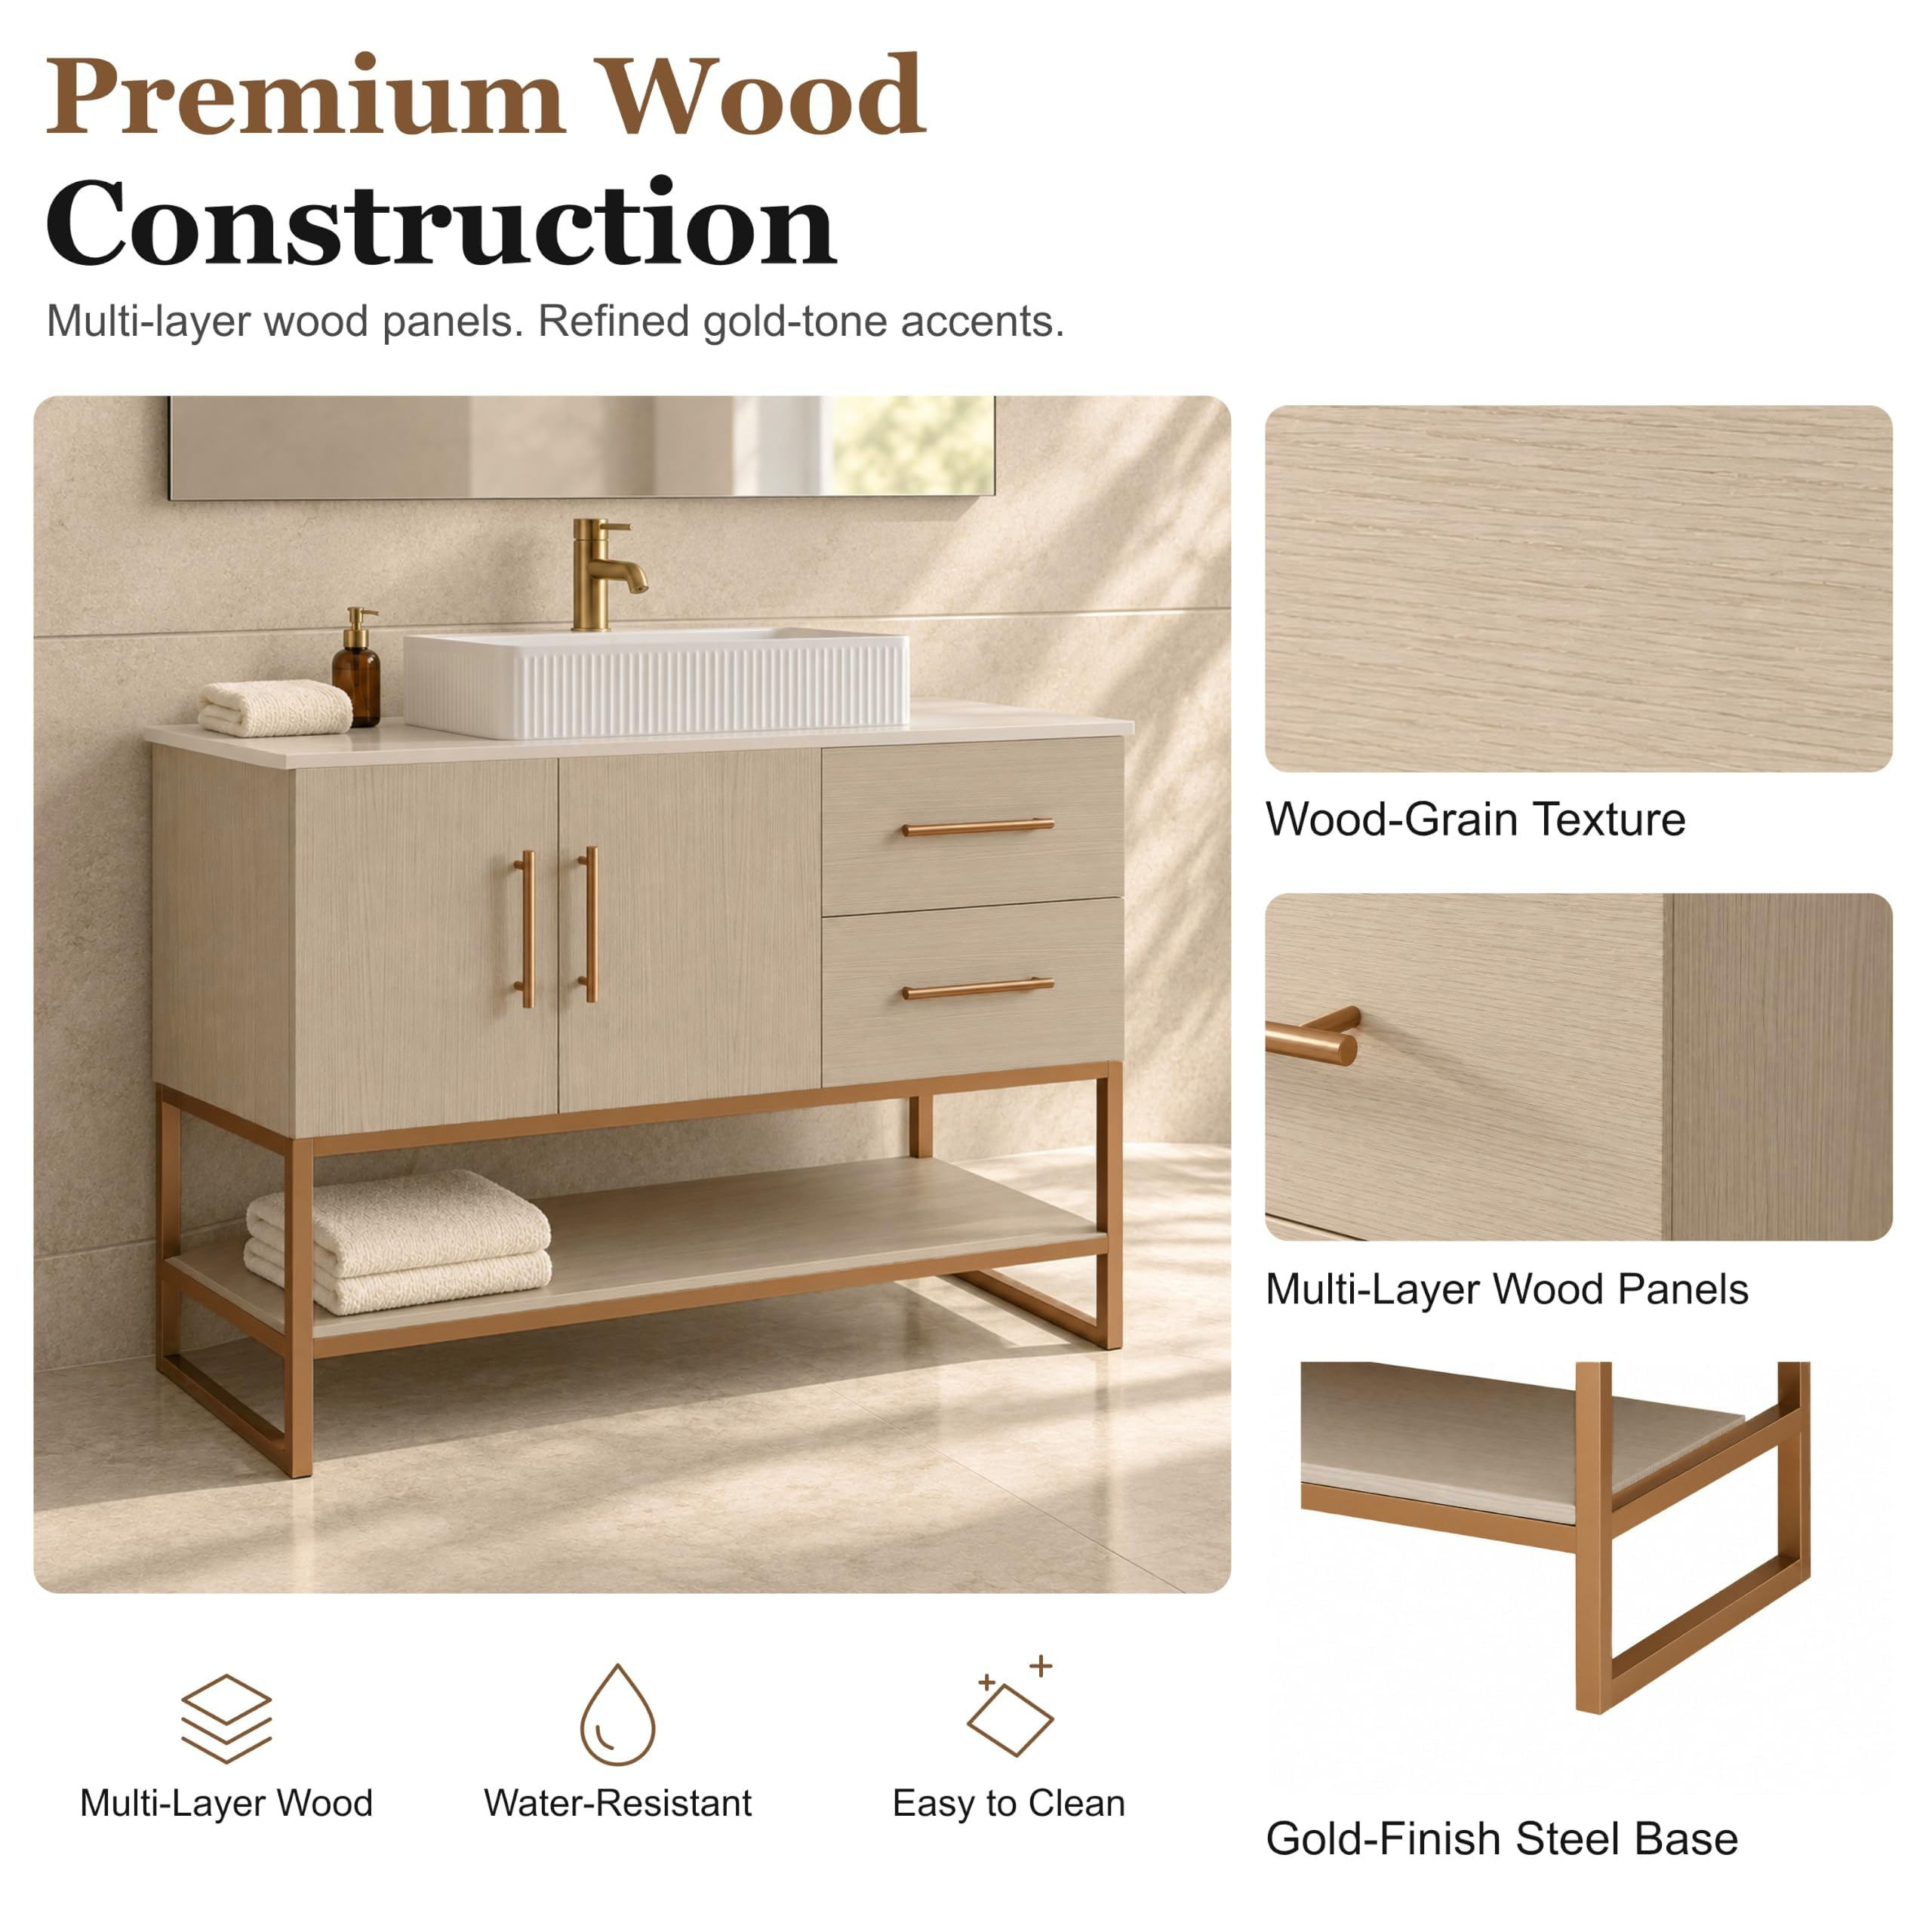 Premium Wood
Construction
Multi-layer wood panels. Refined gold-tone accents.
Wood-Grain Texture
Multi-Layer Wood Panels
Gold-Finish Steel Base
Multi-Layer Wood
Water-Resistant
Easy to Clean